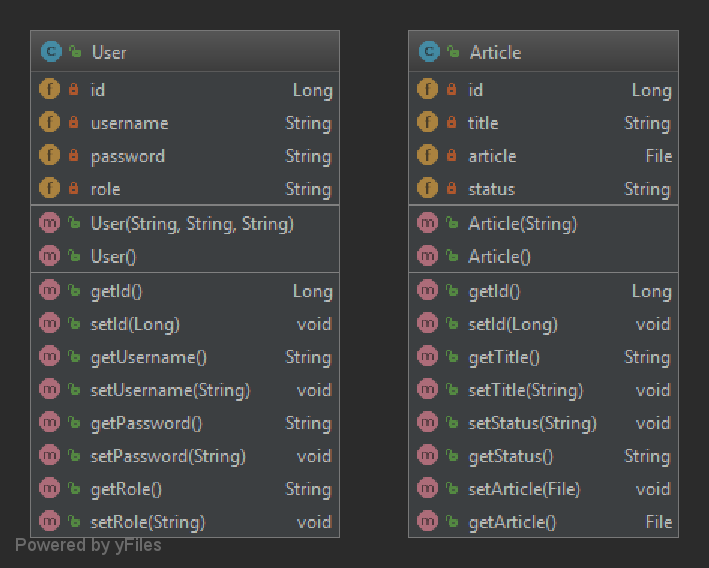 User
id Long
username String
password String
role String
User(String, String, String)
User()
getId() Long
setId(Long) void
getUsername() String
setUsername(String) void
getPassword() String
setPassword(String) void
getRole() String
setRole(String) void
Article
id Long
title String
article File
status String
Article(String)
Article()
getId() Long
setId(Long) void
getTitle() String
setTitle(String) void
setStatus(String) void
getStatus() String
setArticle(File) void
getArticle() File
Powered by yFiles